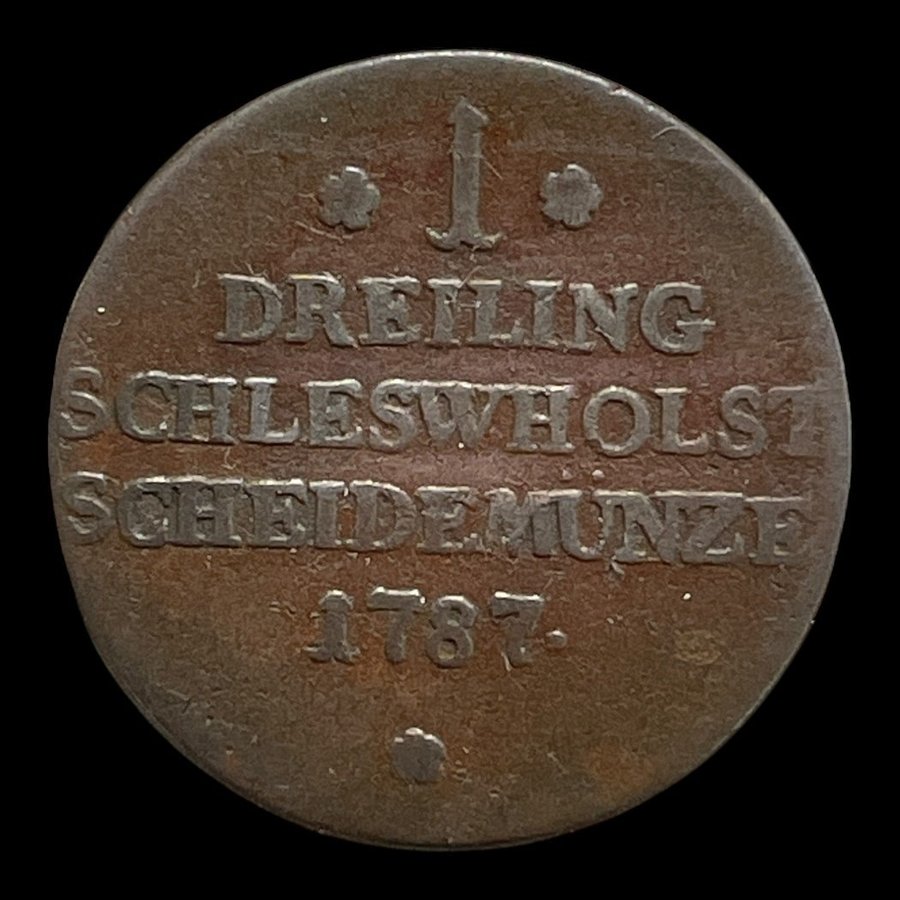 1
DREILING
SCHLESWHOLST
SCHEIDEMÜNZE
1787.